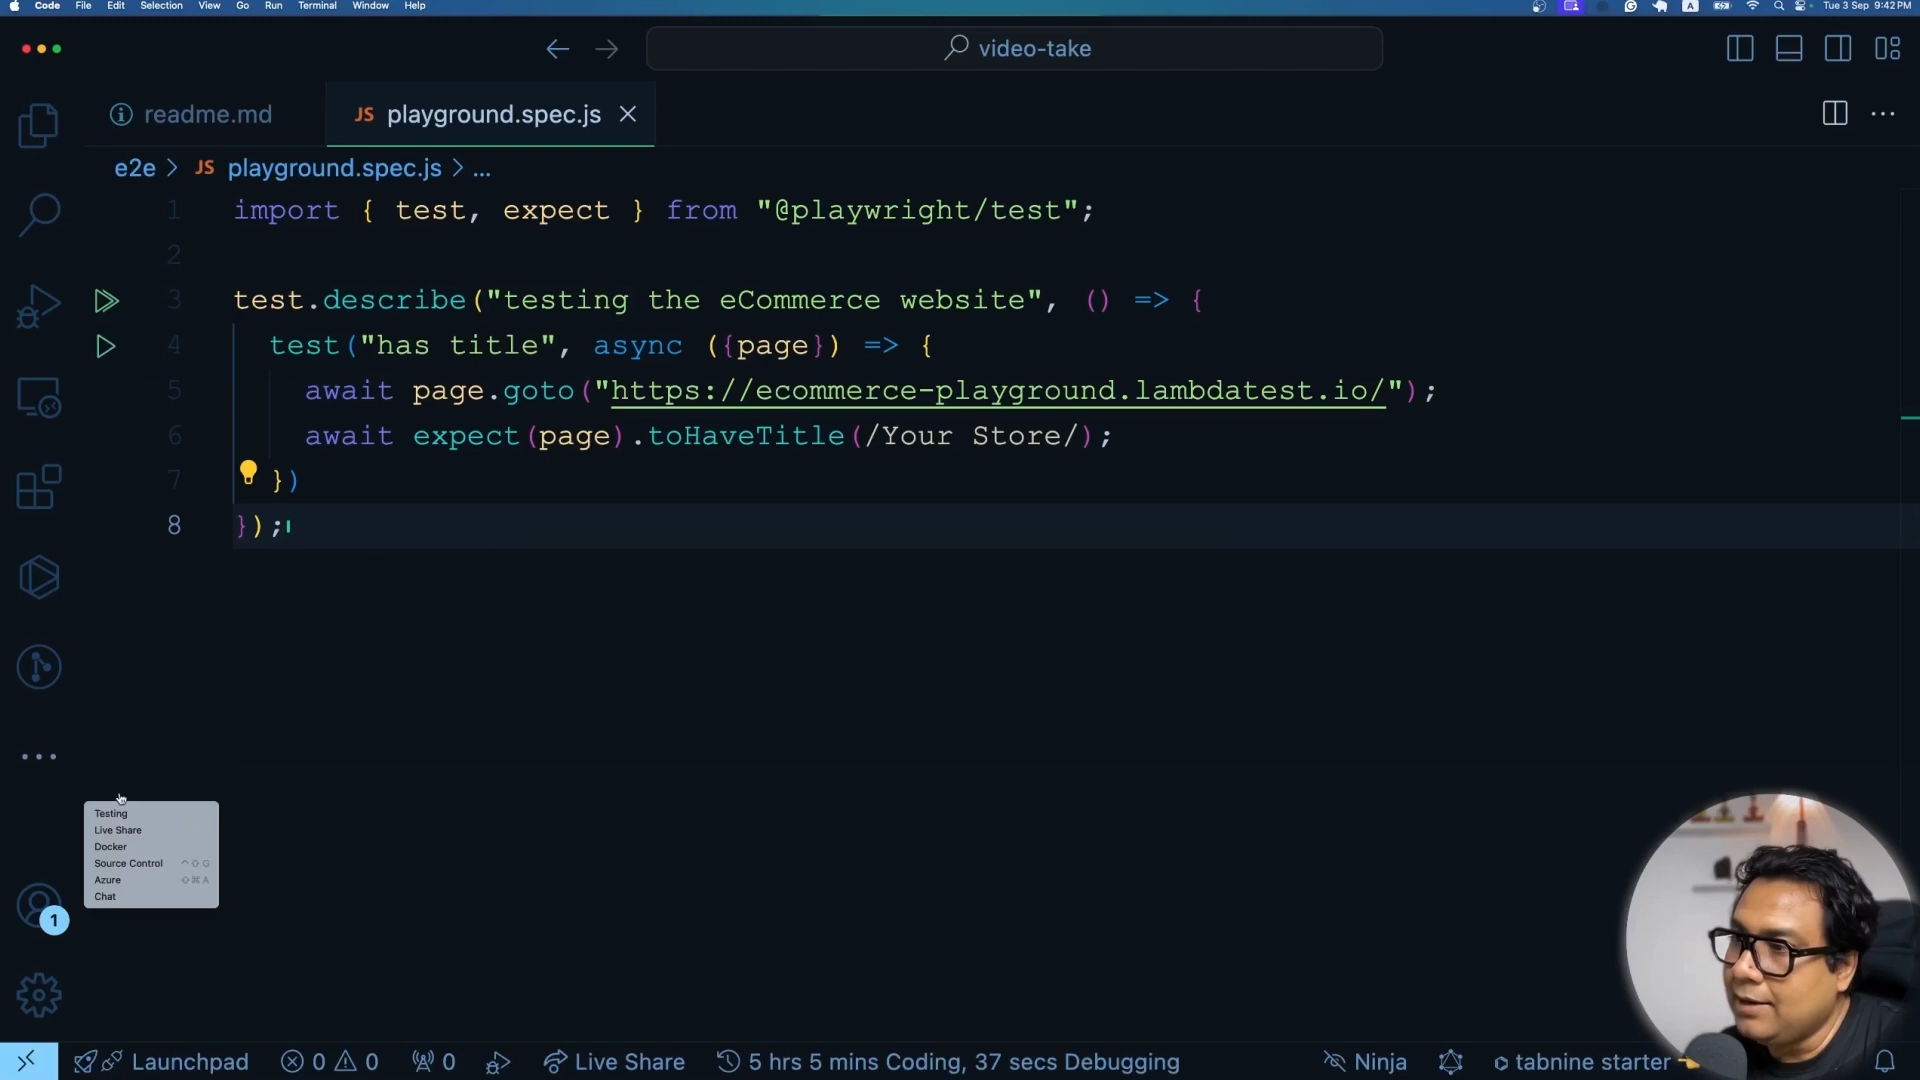 Code File Edit Selection View Go Run Terminal Window Help
A
Tue 3 Sep 9:42 PM
video-take
readme.md
JS playground.spec.js
e2e > JS playground.spec.js > ...
1 import { test, expect } from "@playwright/test";
2
3 test.describe("testing the eCommerce website", () => {
4 test("has title", async ({page}) => {
5 await page.goto("https://ecommerce-playground.lambdatest.io/");
6 await expect(page).toHaveTitle(/Your Store/);
7 })
8 });
Testing
Live Share
Docker
Source Control ⌃⇧G
Azure ⇧⌘A
Chat
1
Launchpad 0 0 0 Live Share 5 hrs 5 mins Coding, 37 secs Debugging Ninja tabnine starter